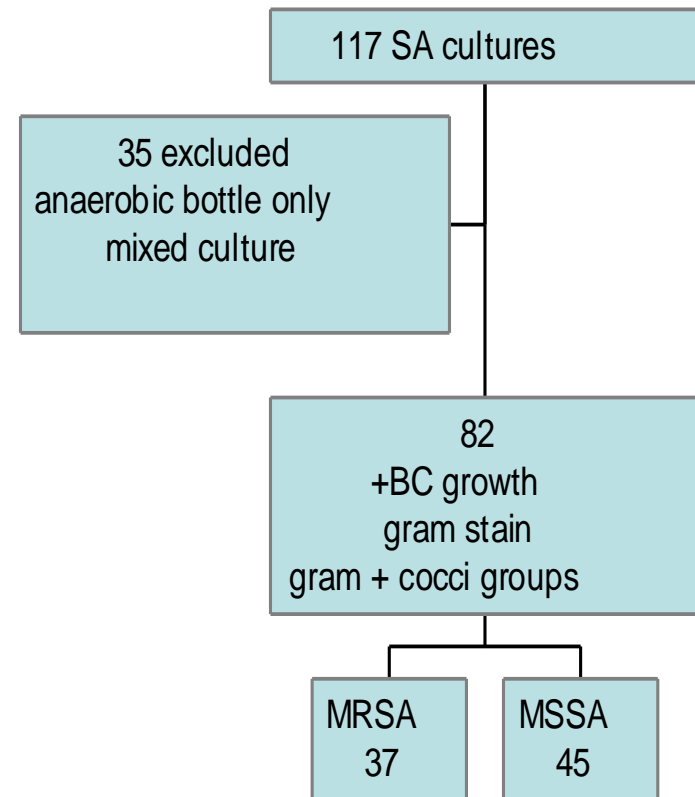 117 SA cultures
35 excluded
anaerobic bottle only
mixed culture
82
+BC growth
gram stain
gram + cocci groups
MRSA
37
MSSA
45